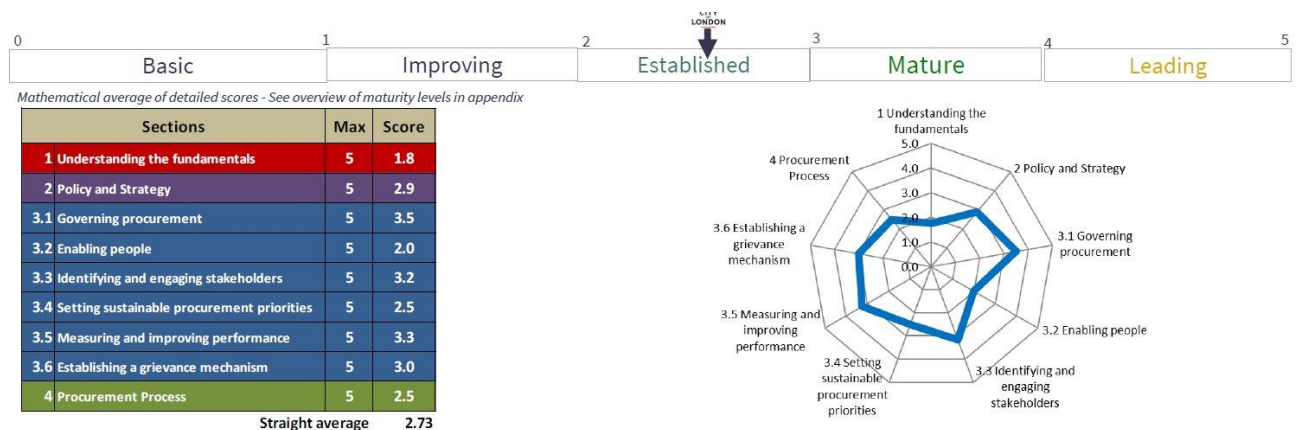 CITY
LONDON
0 1 2 3 4 5
Basic Improving Established Mature Leading
Mathematical average of detailed scores - See overview of maturity levels in appendix
Sections Max Score
1 Understanding the fundamentals 5 1.8
2 Policy and Strategy 5 2.9
3.1 Governing procurement 5 3.5
3.2 Enabling people 5 2.0
3.3 Identifying and engaging stakeholders 5 3.2
3.4 Setting sustainable procurement priorities 5 2.5
3.5 Measuring and improving performance 5 3.3
3.6 Establishing a grievance mechanism 5 3.0
4 Procurement Process 5 2.5
Straight average 2.73
1 Understanding the
fundamentals
5.0
4.0
3.0
2.0
1.0
0.0
2 Policy and Strategy
3.1 Governing
procurement
3.2 Enabling people
3.3 Identifying and
engaging
stakeholders
3.4 Setting
sustainable
procurement
priorities
3.5 Measuring and
improving
performance
3.6 Establishing a
grievance
mechanism
4 Procurement
Process